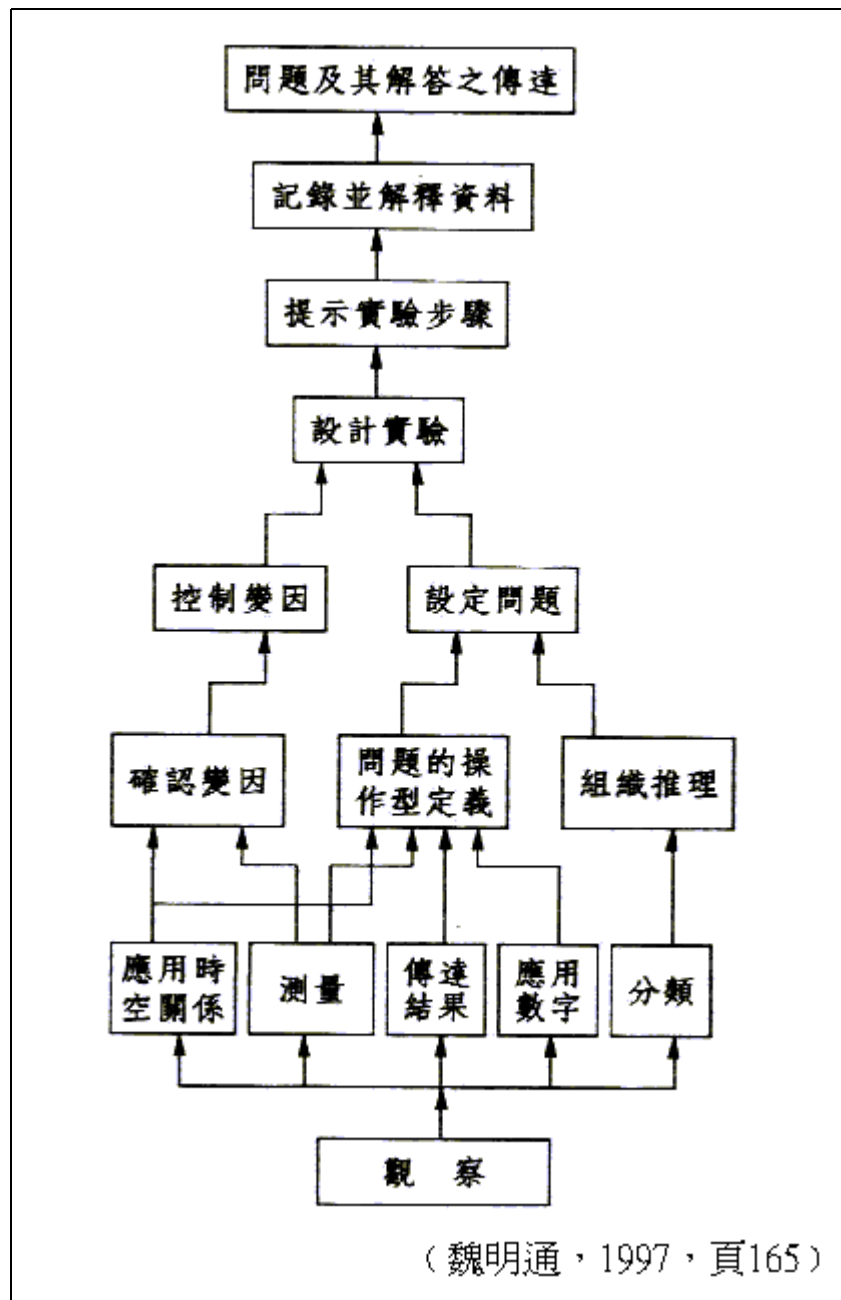 問題及其解答之傳達
記錄並解釋資料
提示實驗步驟
設計實驗
控制變因
設定問題
確認變因
問題的操
作型定義
組織推理
應用時
空關係
測量
傳達
結果
應用
數字
分類
觀察
（魏明通，1997，頁165）